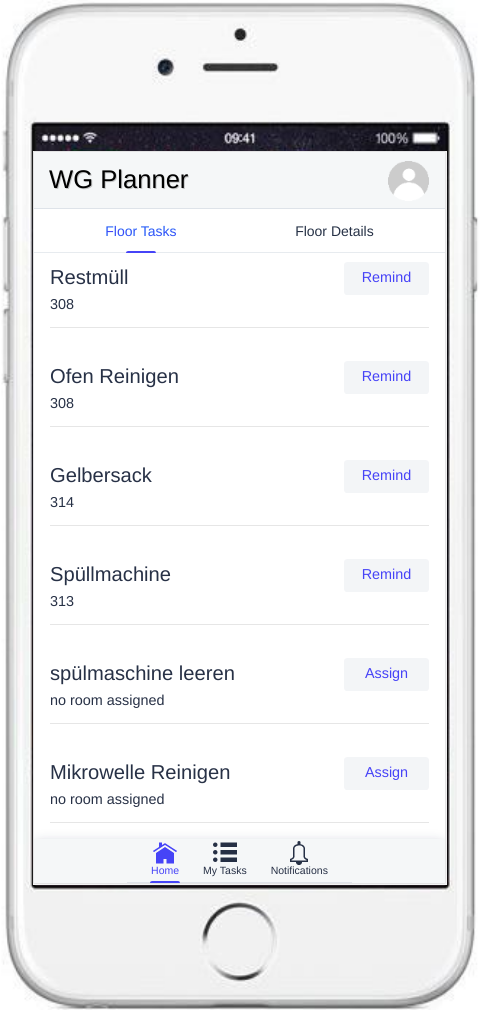 09:41 100%
WG Planner
Floor Tasks Floor Details
Restmüll Remind
308
Ofen Reinigen Remind
308
Gelbersack Remind
314
Spüllmachine Remind
313
spülmaschine leeren Assign
no room assigned
Mikrowelle Reinigen Assign
no room assigned
Home My Tasks Notifications